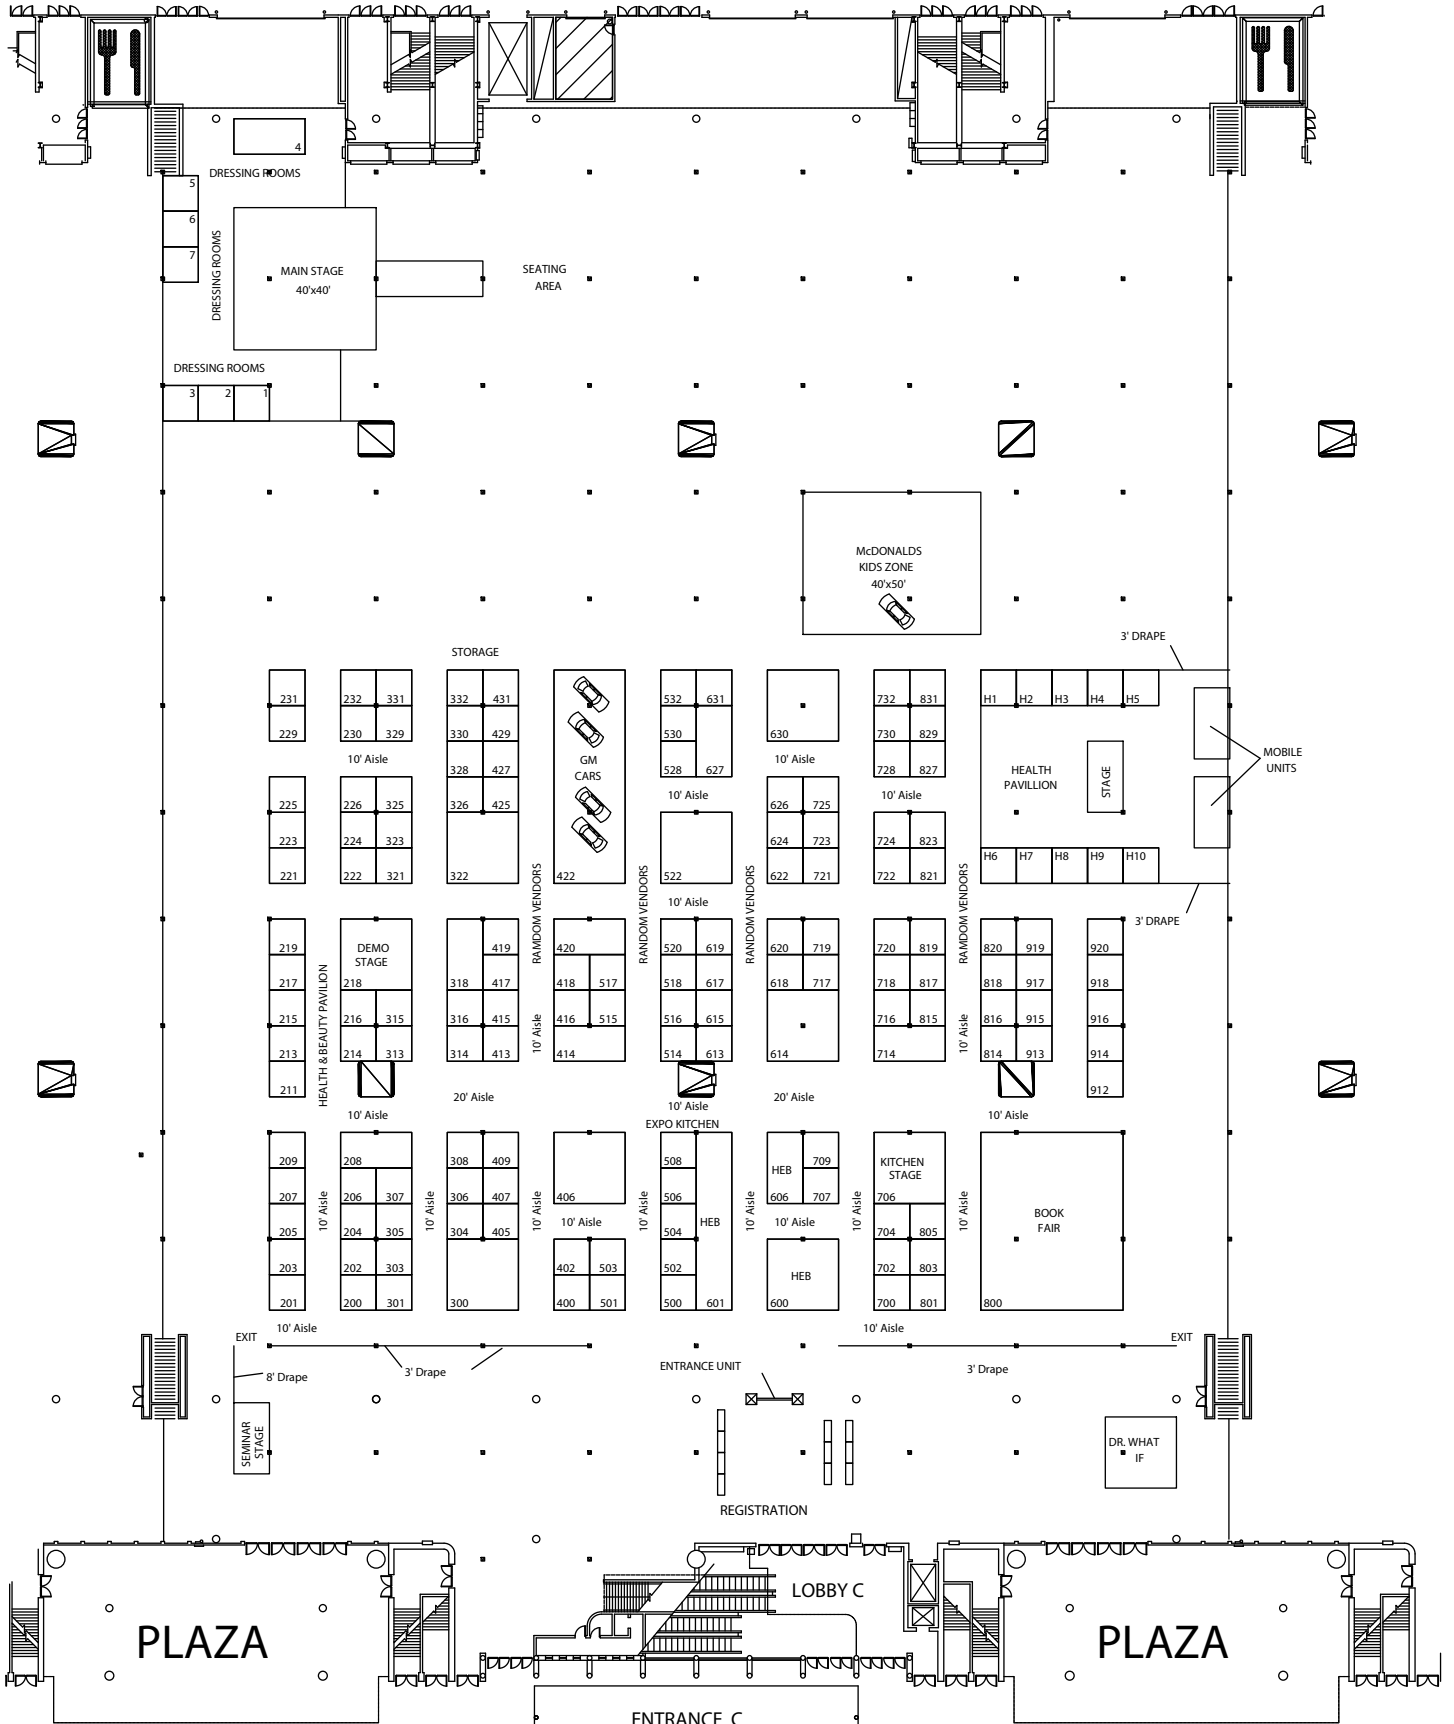 4
DRESSING ROOMS
5
6
7
DRESSING ROOMS
MAIN STAGE
40'x40'
SEATING
AREA
DRESSING ROOMS
3 2 1
McDONALDS
KIDS ZONE
40'x50'
STORAGE
3' DRAPE
231 232 331 332 431 532 631 732 831 H1 H2 H3 H4 H5
229 230 329 330 429 530 630 730 829
10' Aisle 328 427 GM
CARS
528 627 10' Aisle 728 827 HEALTH
PAVILLION
STAGE
MOBILE
UNITS
10' Aisle 10' Aisle
225 226 325 326 425 626 725
223 224 323 624 723 724 823
221 222 321 322 422 522 622 721 722 821 H6 H7 H8 H9 H10
RAMDOM VENDORS
RANDOM VENDORS
RANDOM VENDORS
RAMDOM VENDORS
10' Aisle
3' DRAPE
219 DEMO
STAGE
419 420 520 619 620 719 720 819 820 919 920
217 218 318 417 418 517 518 617 618 717 718 817 818 917 918
215 216 315 316 415 416 515 516 615 716 815 816 915 916
213 214 313 314 413 414 514 613 614 714 814 913 914
211 912
HEALTH & BEAUTY PAVILION
10' Aisle
10' Aisle
20' Aisle 20' Aisle
10' Aisle 10' Aisle 10' Aisle
EXPO KITCHEN
209 208 308 409 508 HEB 709 KITCHEN
STAGE
207 206 307 306 407 406 506 606 707 706
205 204 305 304 405 10' Aisle 504 HEB 10' Aisle 704 805 BOOK
FAIR
203 202 303 402 503 502 HEB 702 803
201 200 301 300 400 501 500 601 600 700 801 800
10' Aisle
10' Aisle
10' Aisle
10' Aisle
10' Aisle
10' Aisle
10' Aisle
10' Aisle 10' Aisle
EXIT EXIT
8' Drape 3' Drape ENTRANCE UNIT 3' Drape
SEMINAR
STAGE
DR. WHAT
IF
REGISTRATION
LOBBY C
PLAZA PLAZA
ENTRANCE C